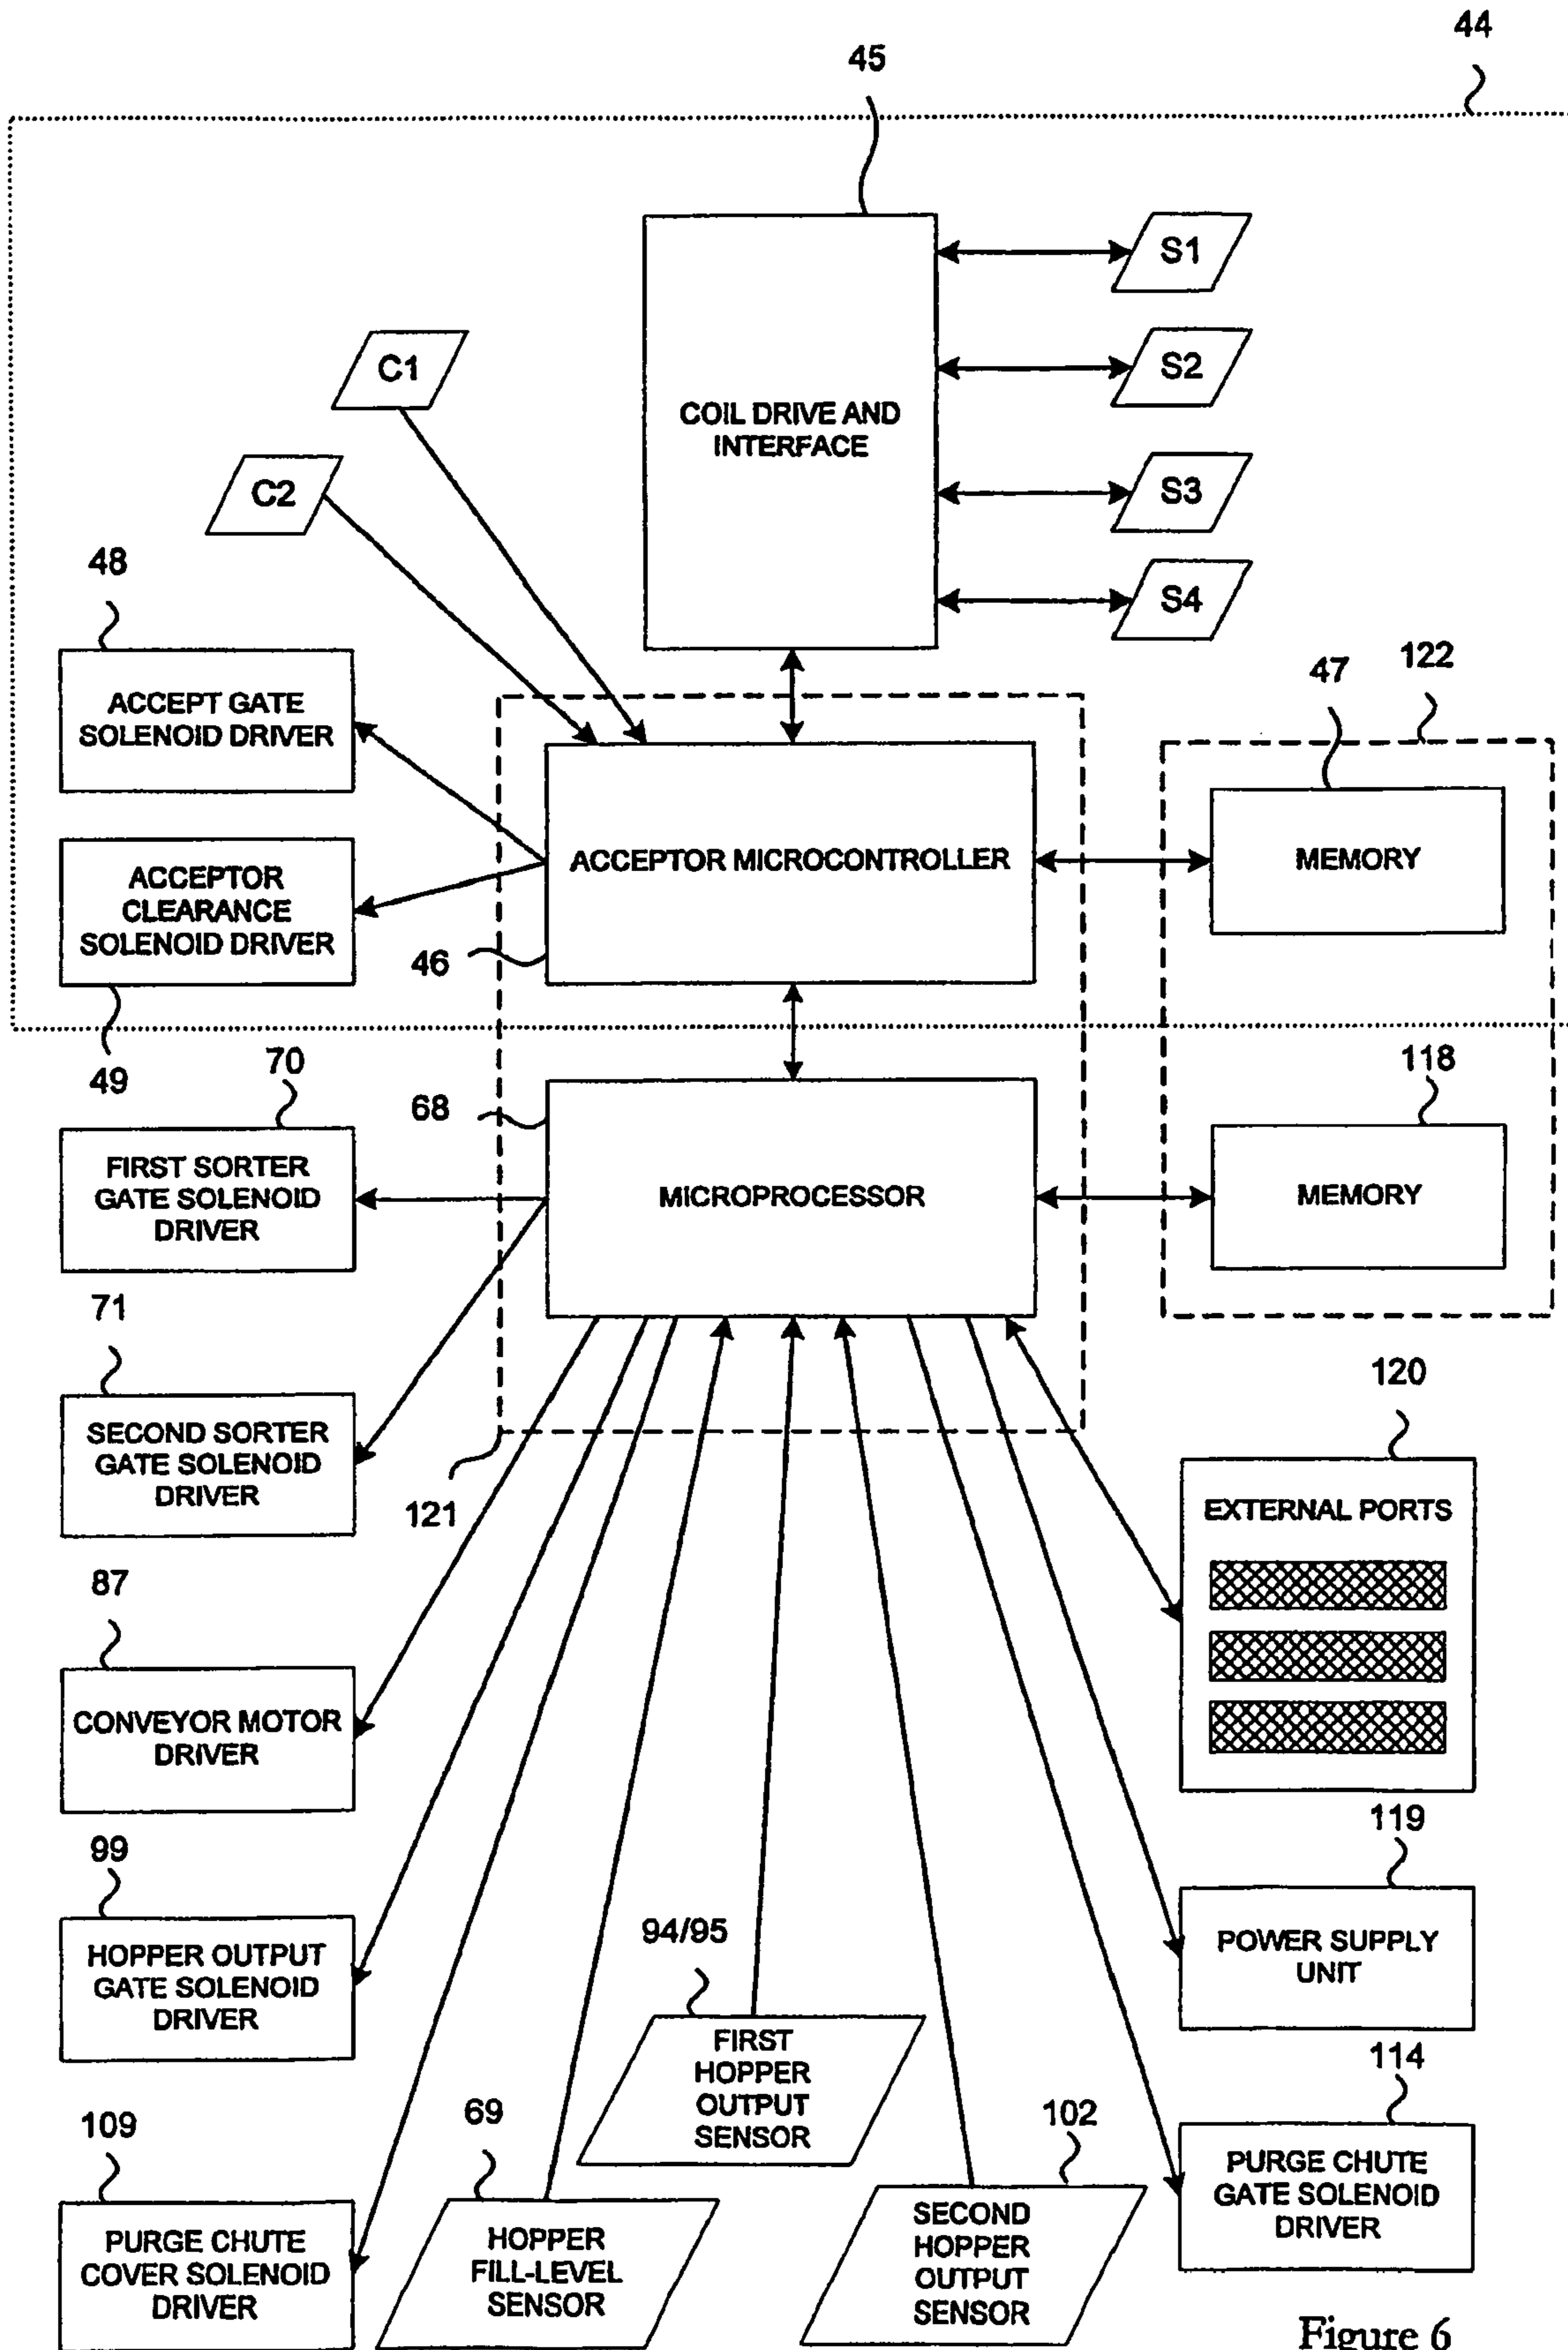 44
45
S1
C1
S2
COIL DRIVE AND
INTERFACE
C2
S3
48
S4
47
122
ACCEPT GATE
SOLENOID DRIVER
ACCEPTOR MICROCONTROLLER
MEMORY
ACCEPTOR
CLEARANCE
SOLENOID DRIVER
46
49
70
68
118
FIRST SORTER
GATE SOLENOID
DRIVER
MICROPROCESSOR
MEMORY
71
120
SECOND SORTER
GATE SOLENOID
DRIVER
121
EXTERNAL PORTS
87
CONVEYOR MOTOR
DRIVER
119
99
94/95
HOPPER OUTPUT
GATE SOLENOID
DRIVER
POWER SUPPLY
UNIT
FIRST
HOPPER
OUTPUT
SENSOR
114
109
69
102
PURGE CHUTE
GATE SOLENOID
DRIVER
PURGE CHUTE
COVER SOLENOID
DRIVER
HOPPER
FILL-LEVEL
SENSOR
SECOND
HOPPER
OUTPUT
SENSOR
Figure 6